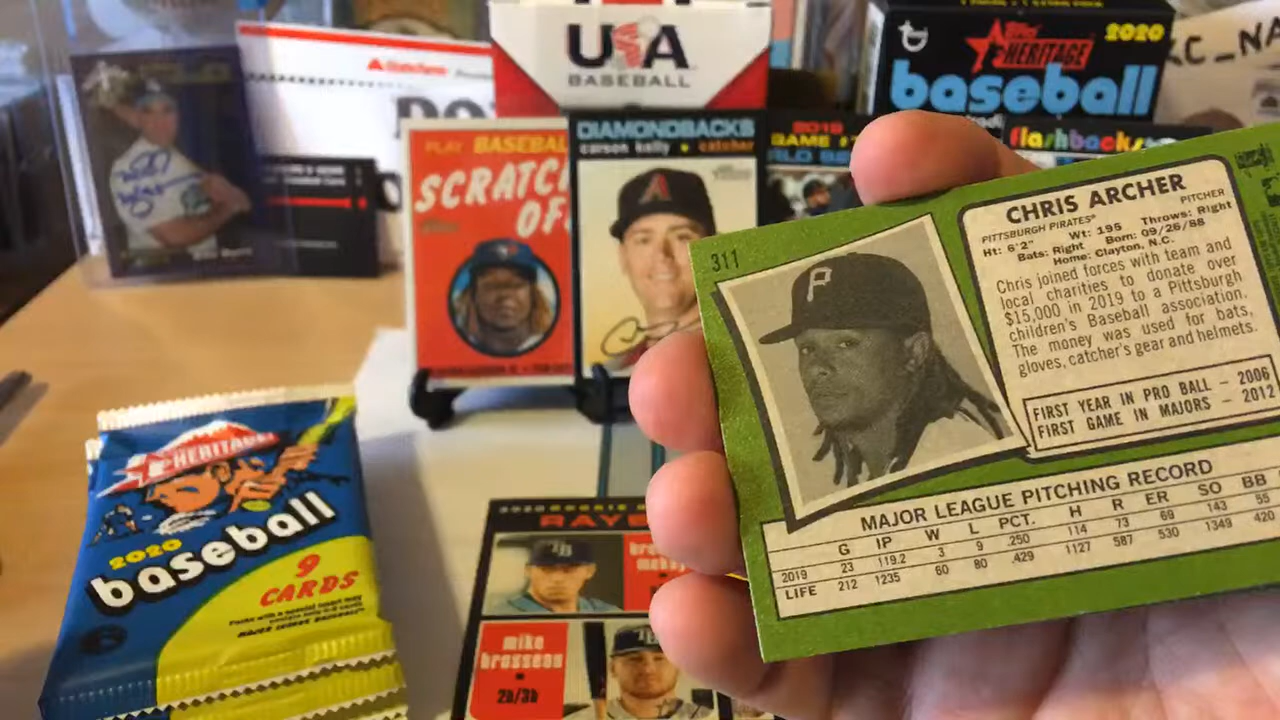 USA
BASEBALL
Topps
HERITAGE
2020
baseball
flashbacks
PLAY BASEBAL
SCRATCH
OFF
DIAMONDBACKS
carson kelly • catcher
2019
GAME
RLD SE
HERITAGE
2020
baseball
9
CARDS
RAYS
mike
brosseau
2b/3b
311
CHRIS ARCHER
PITTSBURGH PIRATES® PITCHER
Ht: 6'2" Wt: 195 Throws: Right
Bats: Right Born: 09/26/88
Home: Clayton, N.C.
Chris joined forces with team and
local charities to donate over
$15,000 in 2019 to a Pittsburgh
children's Baseball association.
The money was used for bats,
gloves, catcher's gear and helmets.
FIRST YEAR IN PRO BALL – 2006
FIRST GAME IN MAJORS – 2012
MAJOR LEAGUE PITCHING RECORD
G IP W L PCT. H R ER SO BB
2019 23 119.2 3 9 .250 114 73 69 143 55
LIFE 212 1235 60 80 .429 1127 587 530 1349 420